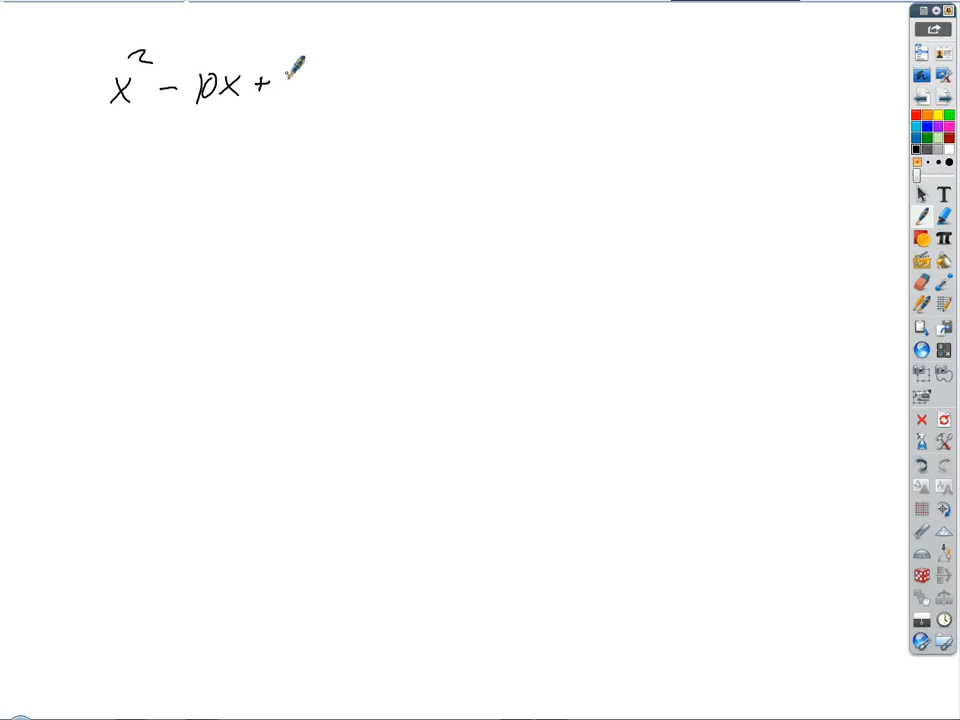 x² - 10x +